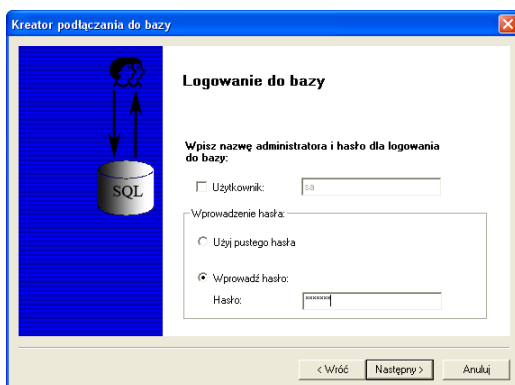 Kreator podłączania do bazy
Logowanie do bazy
Wpisz nazwę administratora i hasło dla logowania
do bazy:
SQL
Użytkownik:
sa
Wprowadzenie hasła:
Użyj pustego hasła
Wprowadź hasło:
Hasło:
*******
< Wróć
Następny >
Anuluj